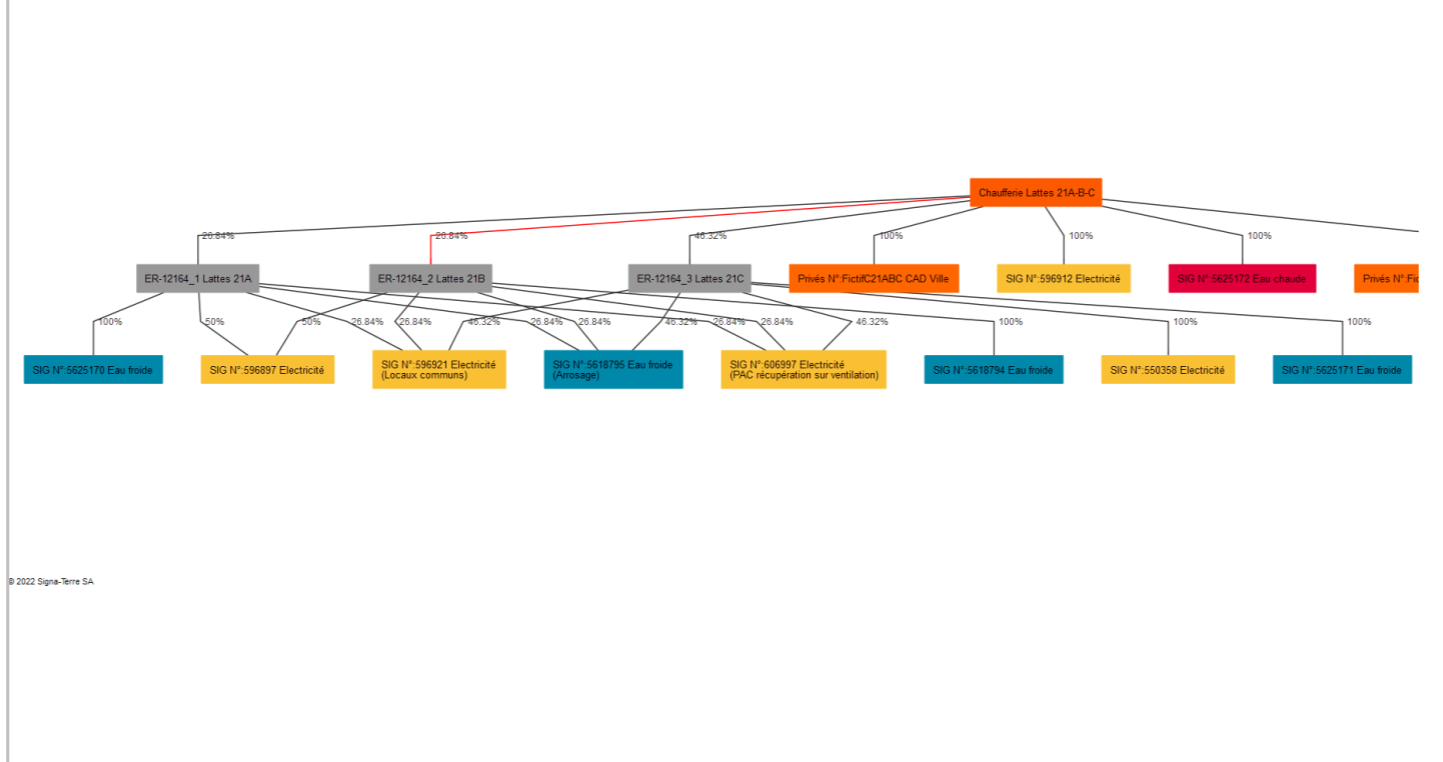 Chaufferie Lattes 21A-B-C
26.84%
26.84%
46.32%
100%
100%
100%
ER-12164_1 Lattes 21A
ER-12164_2 Lattes 21B
ER-12164_3 Lattes 21C
Privés N°:FictifC21ABC CAD Ville
SIG N°:596912 Electricité
SIG N°:5625172 Eau chaude
Privés N°:Fic
100%
50%
50%
26.84%
26.84%
46.32%
26.84%
26.84%
46.32%
26.84%
26.84%
46.32%
100%
100%
100%
SIG N°:5625170 Eau froide
SIG N°:596897 Electricité
SIG N°:596921 Electricité
(Locaux communs)
SIG N°:5618795 Eau froide
(Arrosage)
SIG N°:606997 Electricité
(PAC récupération sur ventilation)
SIG N°:5618794 Eau froide
SIG N°:550358 Electricité
SIG N°:5625171 Eau froide
© 2022 Signa-Terre SA